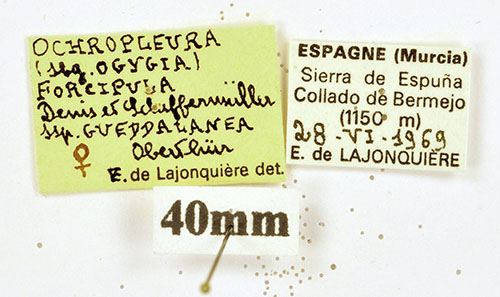 OCHROPLEURA
(sbg. OGYGIA)
FORCIPULA
Denis et Schiffermüller
ssp. GUEDDALANEA
Oberthür
♀
E. de Lajonquière det.
ESPAGNE (Murcia)
Sierra de Espuña
Collado de Bermejo
(1150 m)
28-VI-1969
E. de LAJONQUIÈRE
40mm